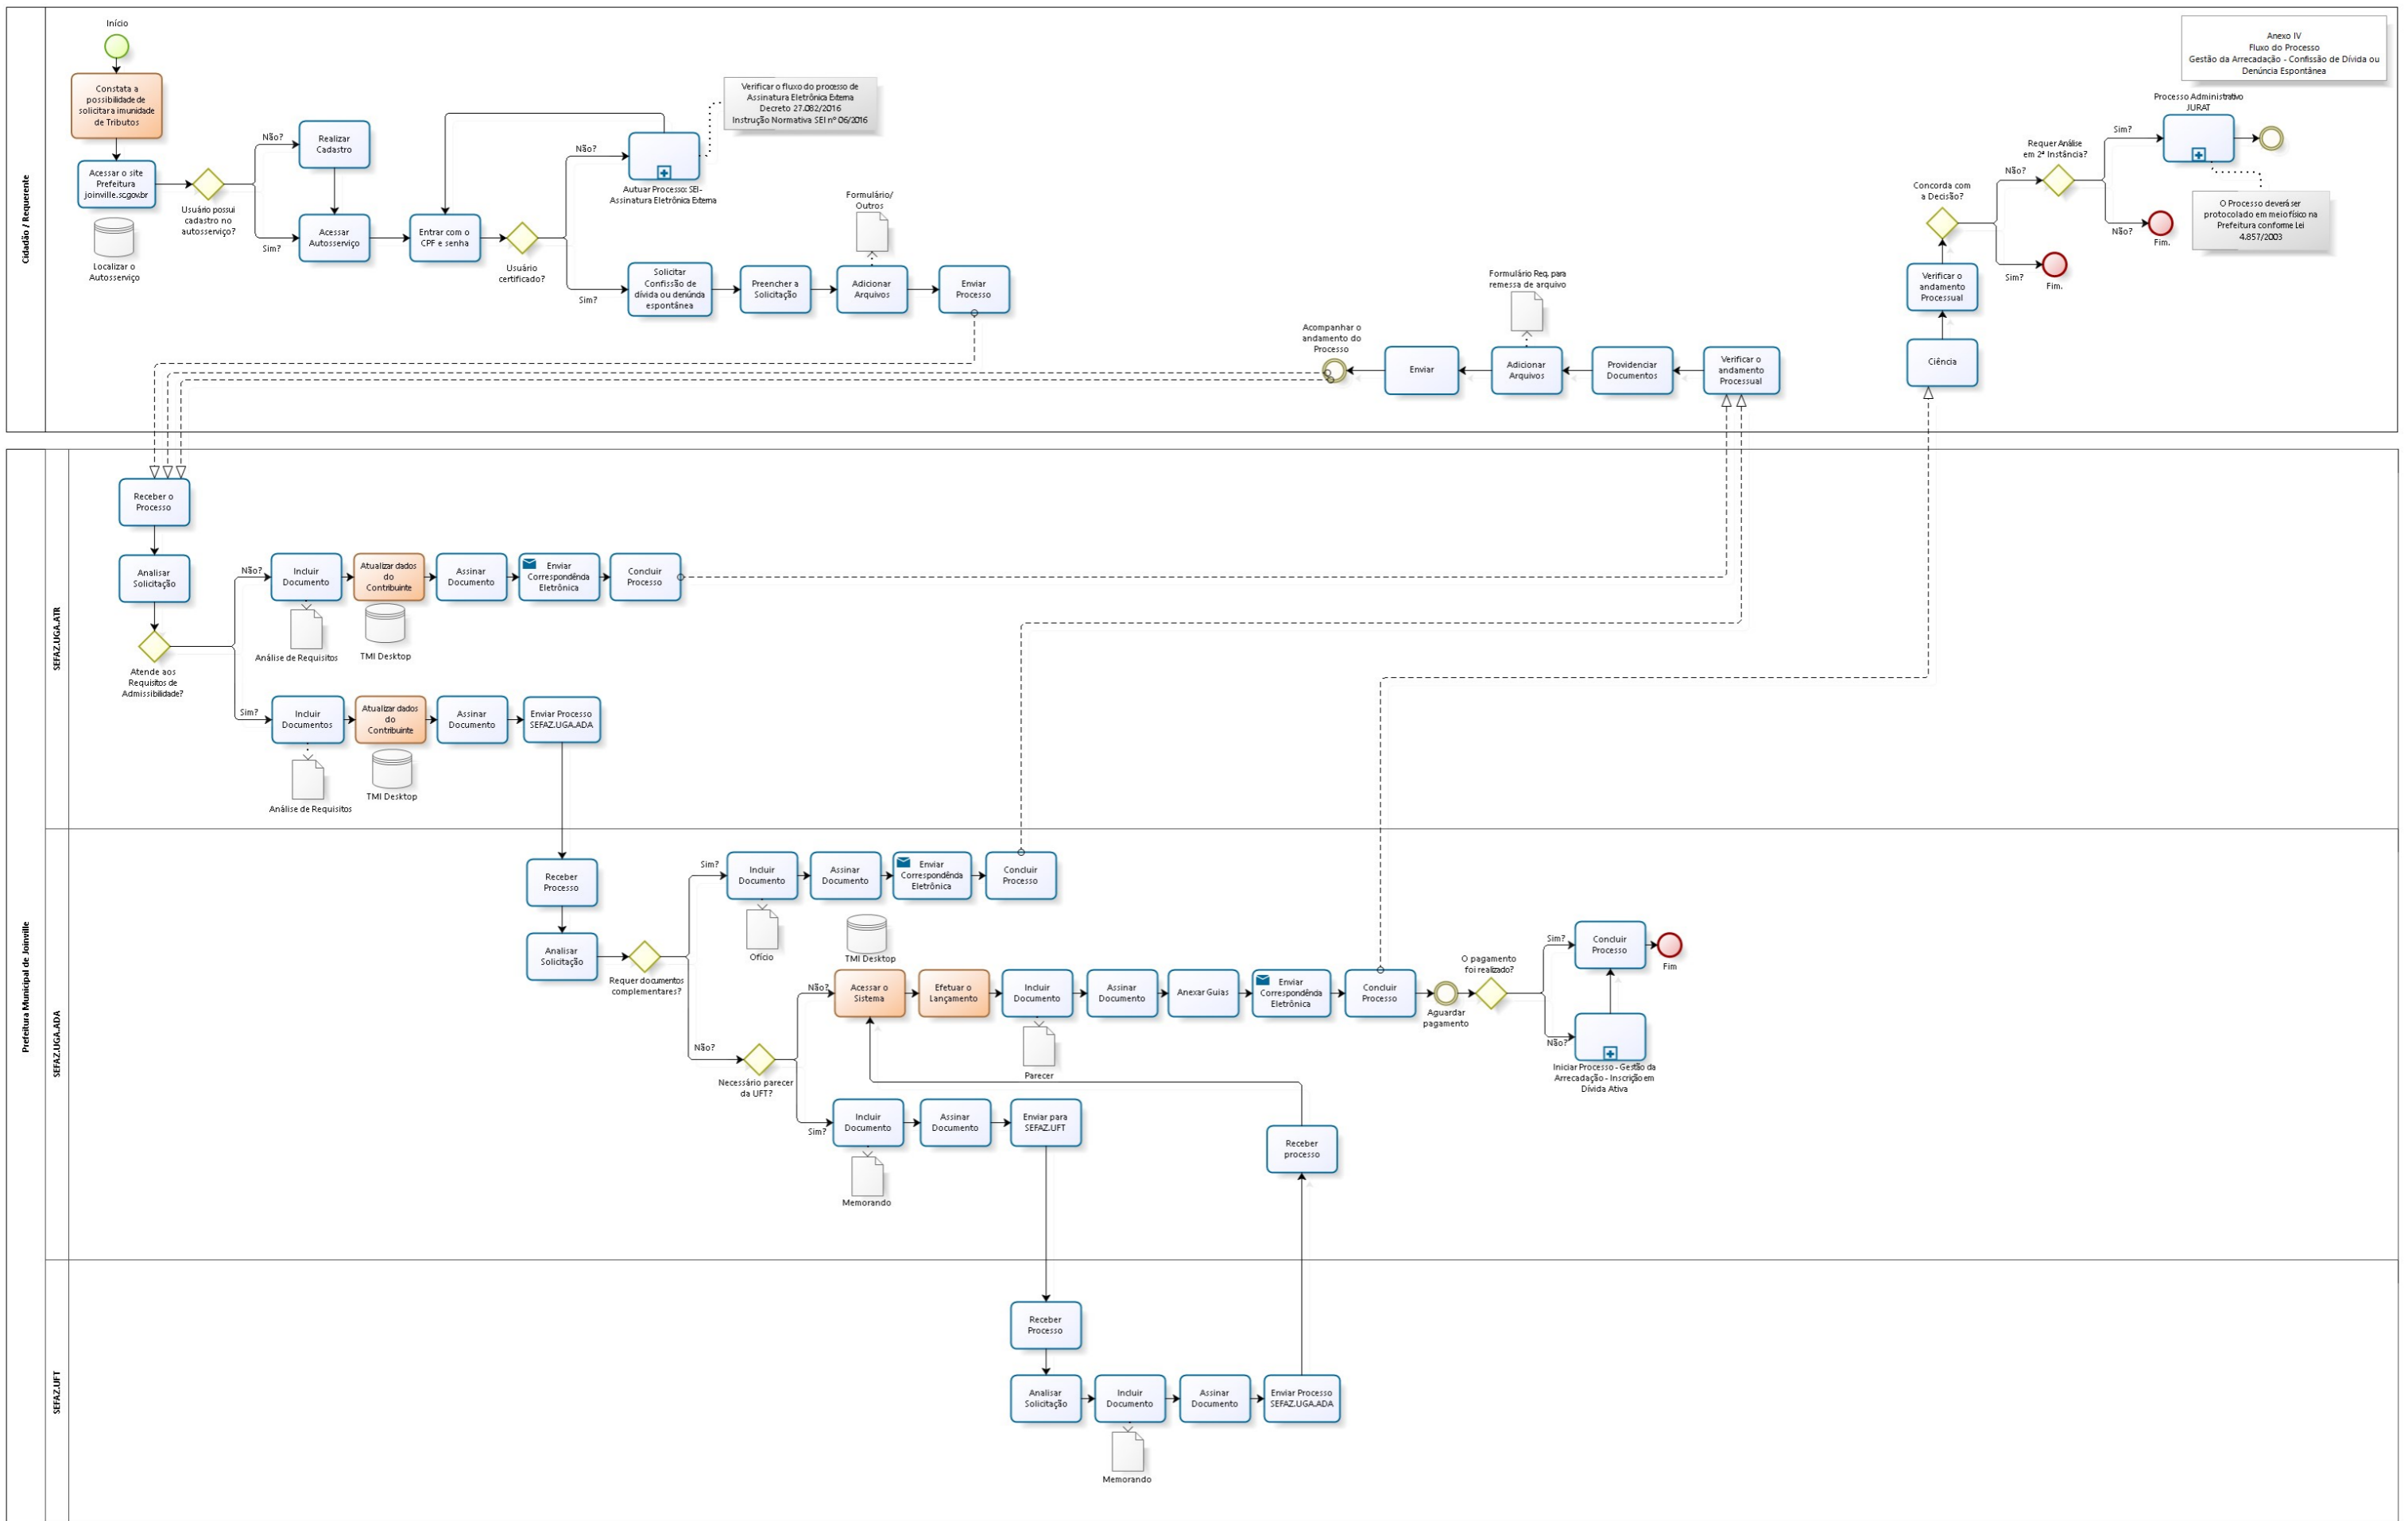 Início
Anexo IV
Fluxo do Processo
Gestão da Arrecadação - Confissão de Dívida ou
Denúncia Espontânea
Cidadão / Requerente
Constata a
possibilidade de
solicitar a imunidade
de Tributos
Acessar o site
Prefeitura
joinville.sc.gov.br
Localizar o
Autosserviço
Usuário possui
cadastro no
autosserviço?
Não?
Sim?
Realizar
Cadastro
Acessar
Autosserviço
Entrar com o
CPF e senha
Usuário
certificado?
Não?
Sim?
Autuar Processo: SEI-
Assinatura Eletrônica Externa
Verificar o fluxo do processo de
Assinatura Eletrônica Externa
Decreto 27.082/2016
Instrução Normativa SEI nº 06/2016
Solicitar
Confissão de
dívida ou denúnda
espontânea
Preencher a
Solicitação
Formulário/
Outros
Adicionar
Arquivos
Enviar
Processo
Acompanhar o
andamento do
Processo
Enviar
Formulário Req. para
remessa de arquivo
Adicionar
Arquivos
Providenciar
Documentos
Verificar o
andamento
Processual
Ciência
Verificar o
andamento
Processual
Concorda com
a Decisão?
Não?
Sim?
Fim.
Requer Análise
em 2ª Instância?
Sim?
Não?
Fim.
Processo Administrativo
JURAT
O Processo deverá ser
protocolado em meio físico na
Prefeitura conforme Lei
4.857/2003
Prefeitura Municipal de Joinville
SEFAZ.UGA.ATR
Receber o
Processo
Analisar
Solicitação
Atende aos
Requisitos de
Admissibilidade?
Não?
Incluir
Documento
Análise de Requisitos
Atualizar dados
do
Contribuinte
TMI Desktop
Assinar
Documento
Enviar
Correspondênda
Eletrônica
Concluir
Processo
Sim?
Incluir
Documentos
Análise de Requisitos
Atualizar dados
do
Contribuinte
TMI Desktop
Assinar
Documento
Enviar Processo
SEFAZ.UGA.ADA
SEFAZ.UGA.ADA
Receber
Processo
Analisar
Solicitação
Requer documentos
complementares?
Sim?
Incluir
Documento
Ofício
Assinar
Documento
Enviar
Correspondênda
Eletrônica
Concluir
Processo
Não?
Necessário parecer
da UFT?
Não?
TMI Desktop
Acessar o
Sistema
Efetuar o
Lançamento
Incluir
Documento
Parecer
Assinar
Documento
Anexar Guias
Enviar
Correspondênda
Eletrônica
Concluir
Processo
Aguardar
pagamento
O pagamento
foi realizado?
Sim?
Concluir
Processo
Fim
Não?
Iniciar Processo - Gestão da
Arrecadação - Inscrição em
Dívida Ativa
Sim?
Incluir
Documento
Memorando
Assinar
Documento
Enviar para
SEFAZ.UFT
Receber
processo
SEFAZ.UFT
Receber
Processo
Analisar
Solicitação
Incluir
Documento
Memorando
Assinar
Documento
Enviar Processo
SEFAZ.UGA.ADA